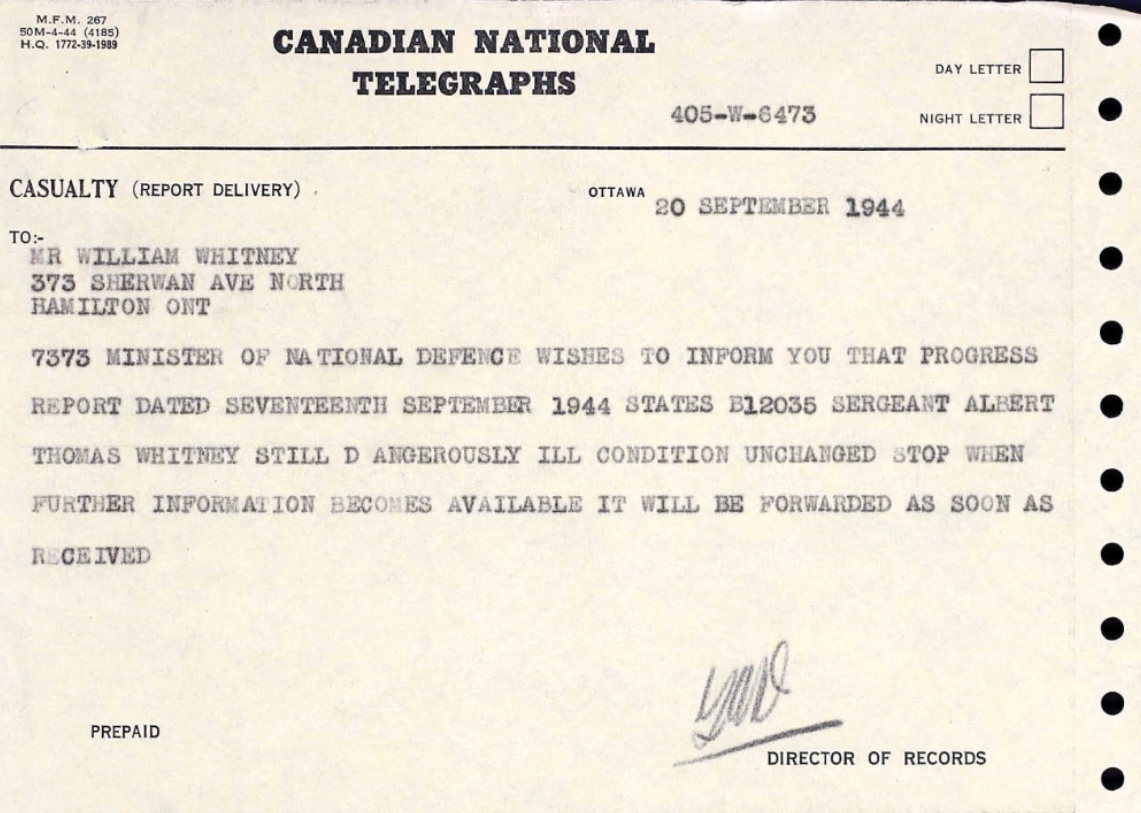 M.F.M. 267
50M-4-44 (4185)
H.Q. 1772-39-1989
CANADIAN NATIONAL
TELEGRAPHS
DAY LETTER
405-W-6473
NIGHT LETTER
CASUALTY (REPORT DELIVERY)
OTTAWA 20 SEPTEMBER 1944
TO:-
MR WILLIAM WHITNEY
373 SHERWAN AVE NORTH
HAMILTON ONT
7373 MINISTER OF NATIONAL DEFENCE WISHES TO INFORM YOU THAT PROGRESS
REPORT DATED SEVENTEENTH SEPTEMBER 1944 STATES B12035 SERGEANT ALBERT
THOMAS WHITNEY STILL D ANGEROUSLY ILL CONDITION UNCHANGED STOP WHEN
FURTHER INFORMATION BECOMES AVAILABLE IT WILL BE FORWARDED AS SOON AS
RECEIVED
PREPAID
DIRECTOR OF RECORDS